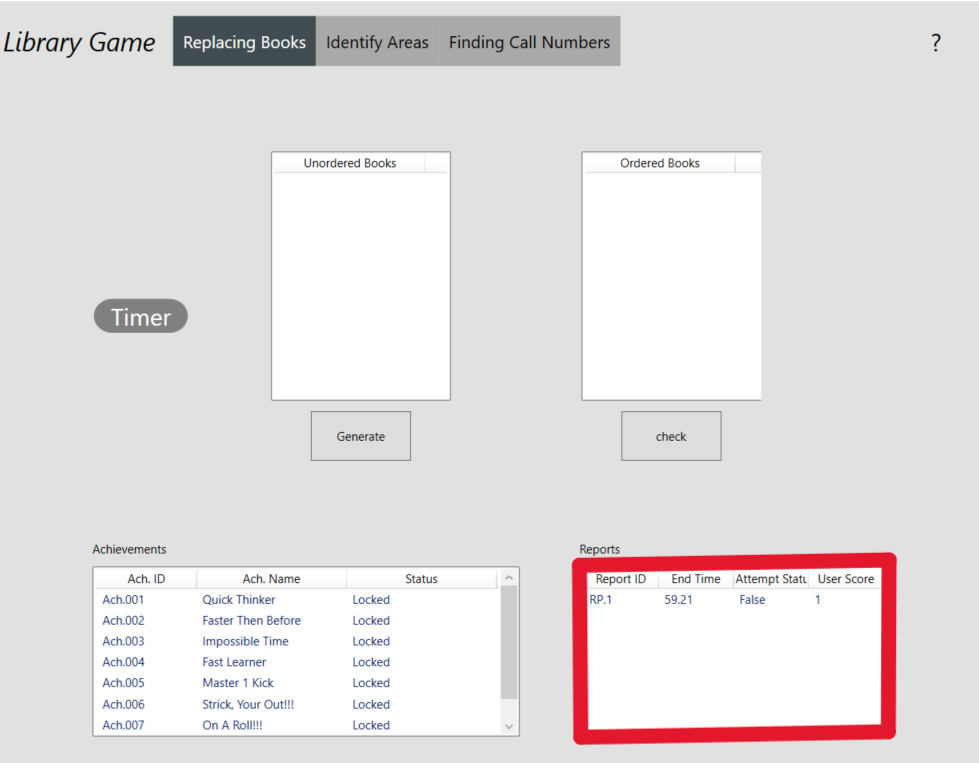 Library Game Replacing Books Identify Areas Finding Call Numbers ?
Unordered Books
Ordered Books
Timer
Generate
check
Achievements
Ach. ID Ach. Name Status
Ach.001 Quick Thinker Locked
Ach.002 Faster Then Before Locked
Ach.003 Impossible Time Locked
Ach.004 Fast Learner Locked
Ach.005 Master 1 Kick Locked
Ach.006 Strick, Your Out!!! Locked
Ach.007 On A Roll!!! Locked
Reports
Report ID End Time Attempt Statu User Score
RP.1 59.21 False 1